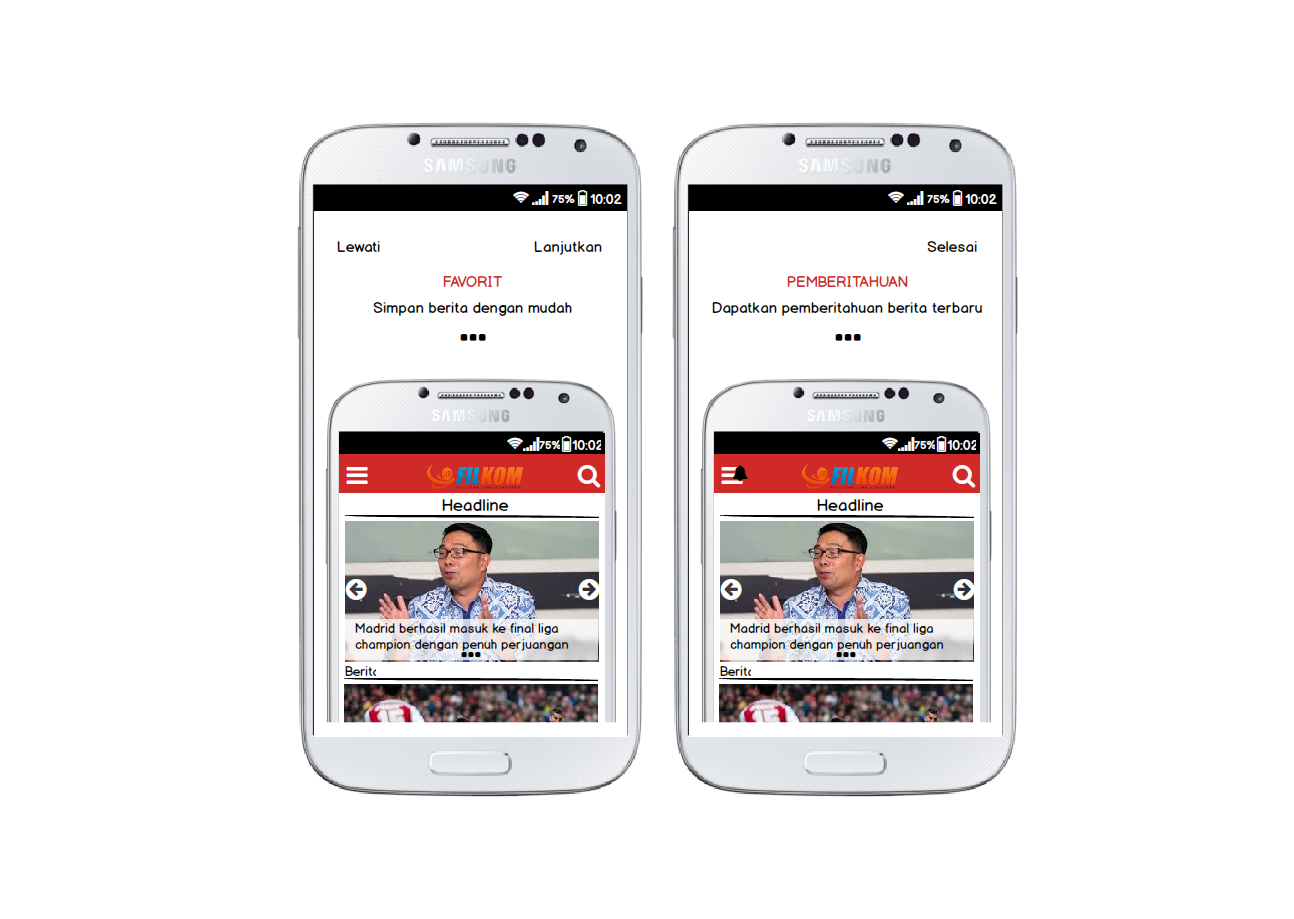 SAMSUNG
75% 10:02
Lewati Lanjutkan
FAVORIT
Simpan berita dengan mudah
SAMSUNG
75% 10:02
FILKOM
Headline
Madrid berhasil masuk ke final liga
champion dengan penuh perjuangan
Berita
15
SAMSUNG
75% 10:02
Selesai
PEMBERITAHUAN
Dapatkan pemberitahuan berita terbaru
SAMSUNG
75% 10:02
FILKOM
Headline
Madrid berhasil masuk ke final liga
champion dengan penuh perjuangan
Berita
15